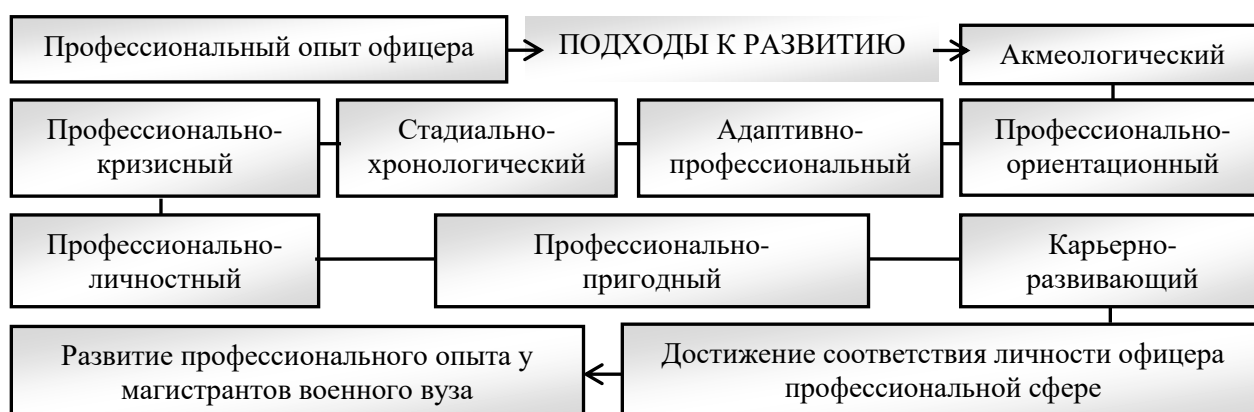 Профессиональный опыт офицера
ПОДХОДЫ К РАЗВИТИЮ
Акмеологический
Профессионально-
кризисный
Стадиально-
хронологический
Адаптивно-
профессиональный
Профессионально-
ориентационный
Профессионально-
личностный
Профессионально-
пригодный
Карьерно-
развивающий
Развитие профессионального опыта у
магистрантов военного вуза
Достижение соответствия личности офицера
профессиональной сфере